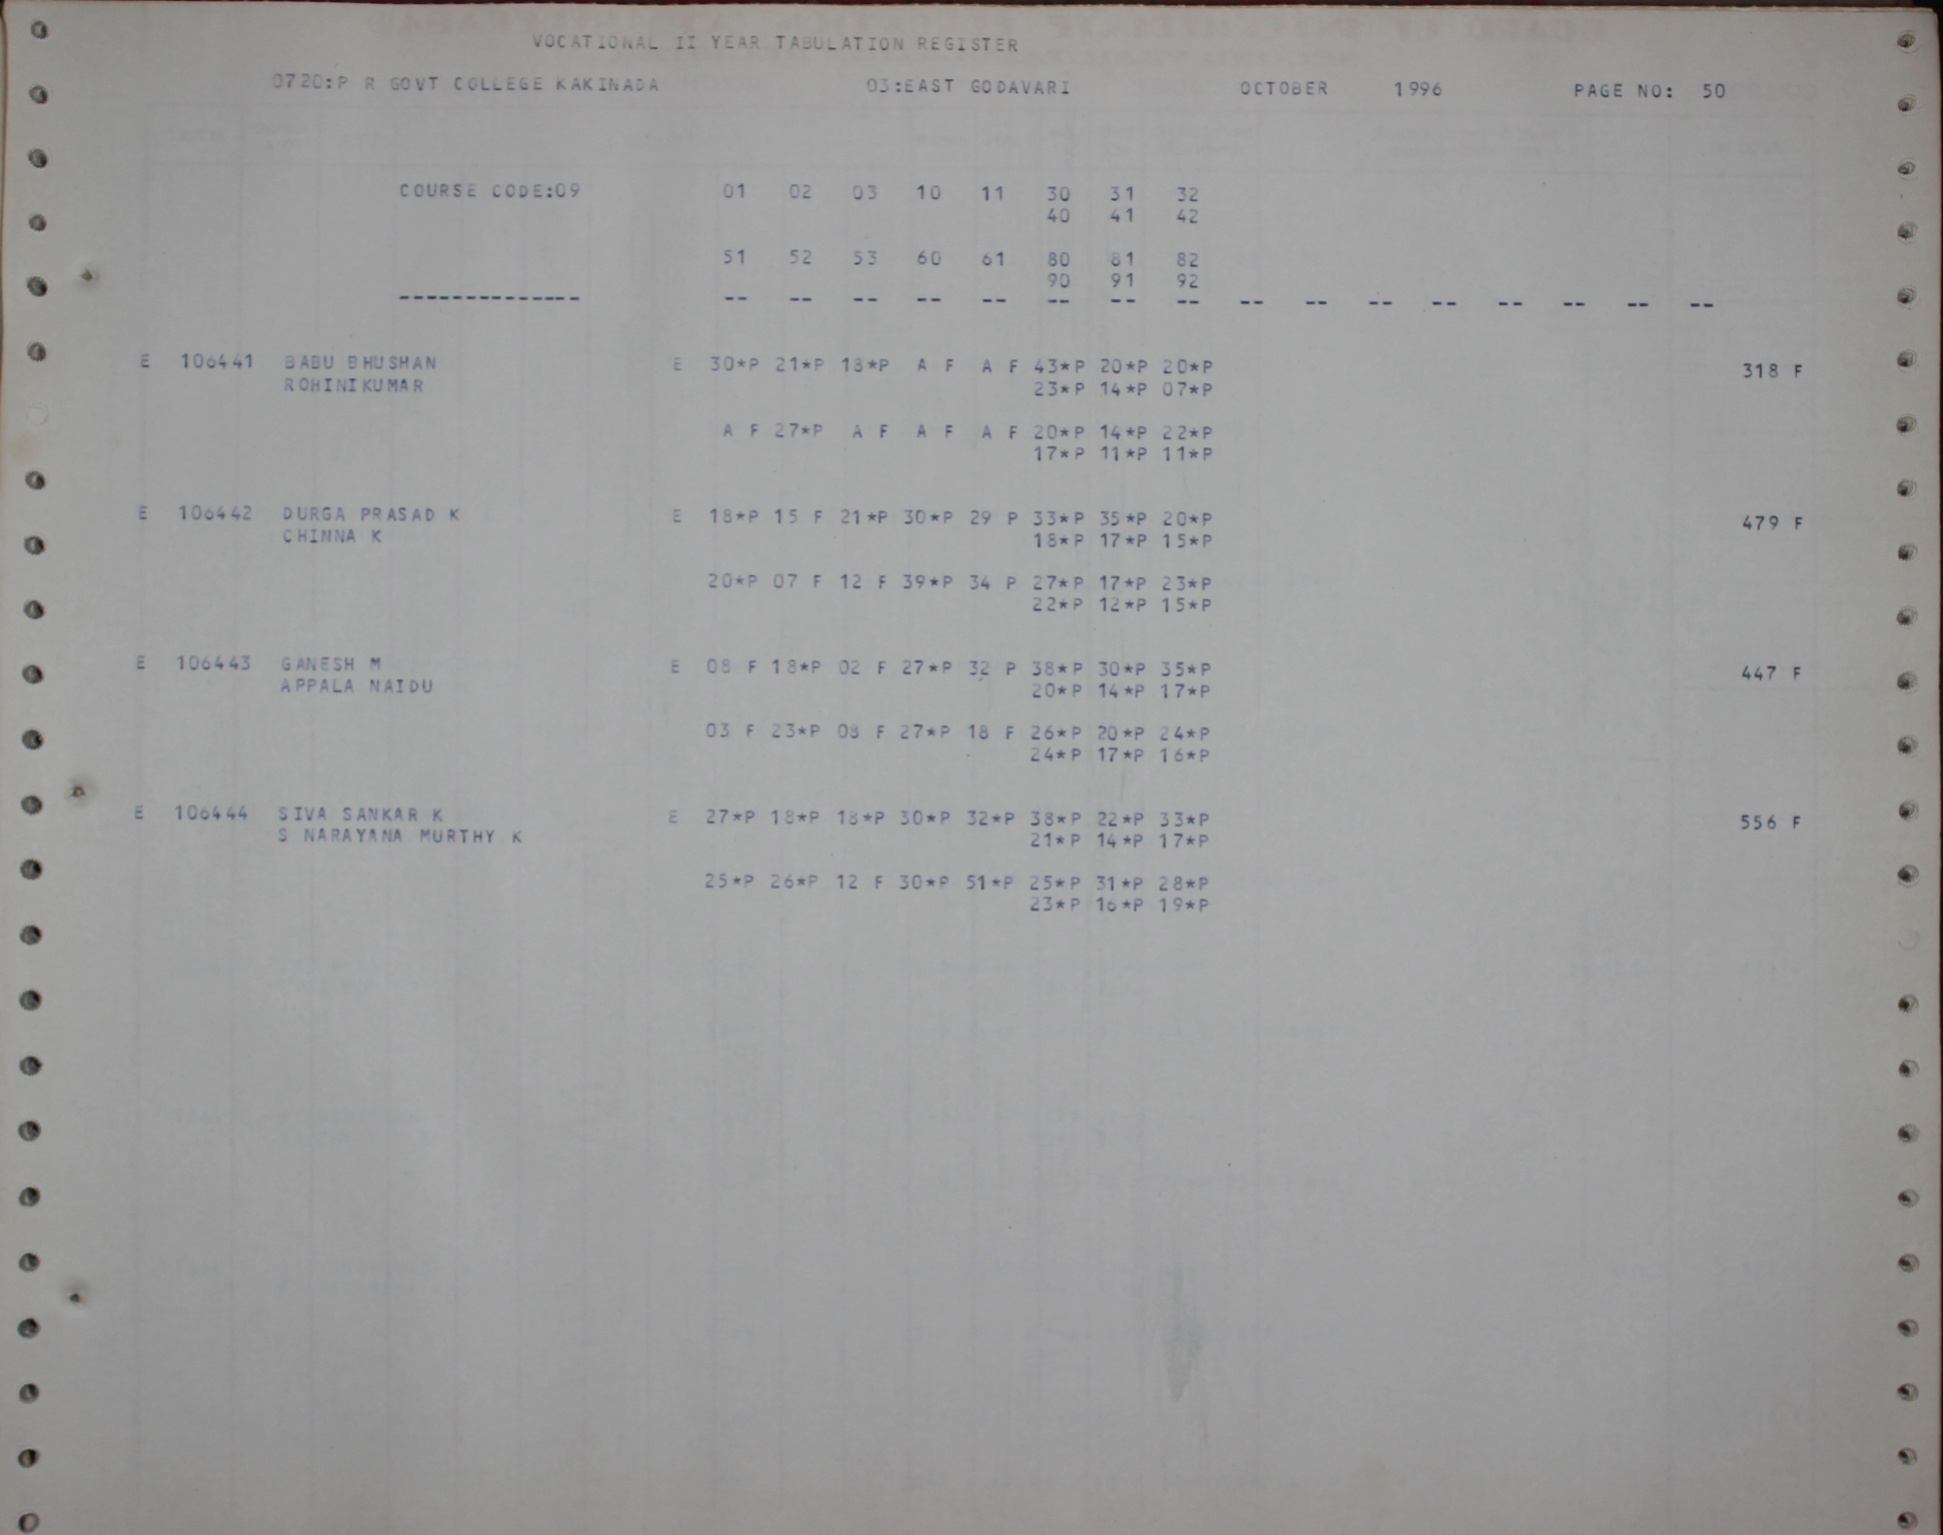 VOCATIONAL II YEAR TABULATION REGISTER
0720:P R GOVT COLLEGE KAKINADA 03:EAST GODAVARI OCTOBER 1996 PAGE NO: 50
COURSE CODE:09 01 02 03 10 11 30 31 32
40 41 42
51 52 53 60 61 80 81 82
90 91 92
-------------- -- -- -- -- -- -- -- -- -- -- -- -- -- -- -- --
E 106441 BABU BHUSHAN E 30*P 21*P 18*P A F A F 43*P 20*P 20*P 318 F
ROHINIKUMAR 23*P 14*P 07*P
A F 27*P A F A F A F 20*P 14*P 22*P
17*P 11*P 11*P
E 106442 DURGA PRASAD K E 18*P 15 F 21*P 30*P 29 P 33*P 35*P 20*P 479 F
CHINNA K 18*P 17*P 15*P
20*P 07 F 12 F 39*P 34 P 27*P 17*P 23*P
22*P 12*P 15*P
E 106443 GANESH M E 08 F 18*P 02 F 27*P 32 P 38*P 30*P 35*P 447 F
APPALA NAIDU 20*P 14*P 17*P
03 F 23*P 08 F 27*P 18 F 26*P 20*P 24*P
24*P 17*P 16*P
E 106444 SIVA SANKAR K E 27*P 18*P 18*P 30*P 32*P 38*P 22*P 33*P 556 F
S NARAYANA MURTHY K 21*P 14*P 17*P
25*P 26*P 12 F 30*P 51*P 25*P 31*P 28*P
23*P 16*P 19*P